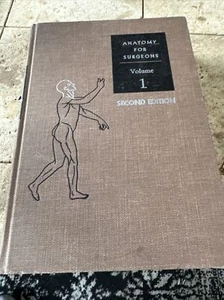 ANATOMY
FOR
SURGEONS
Volume
1
SECOND EDITION